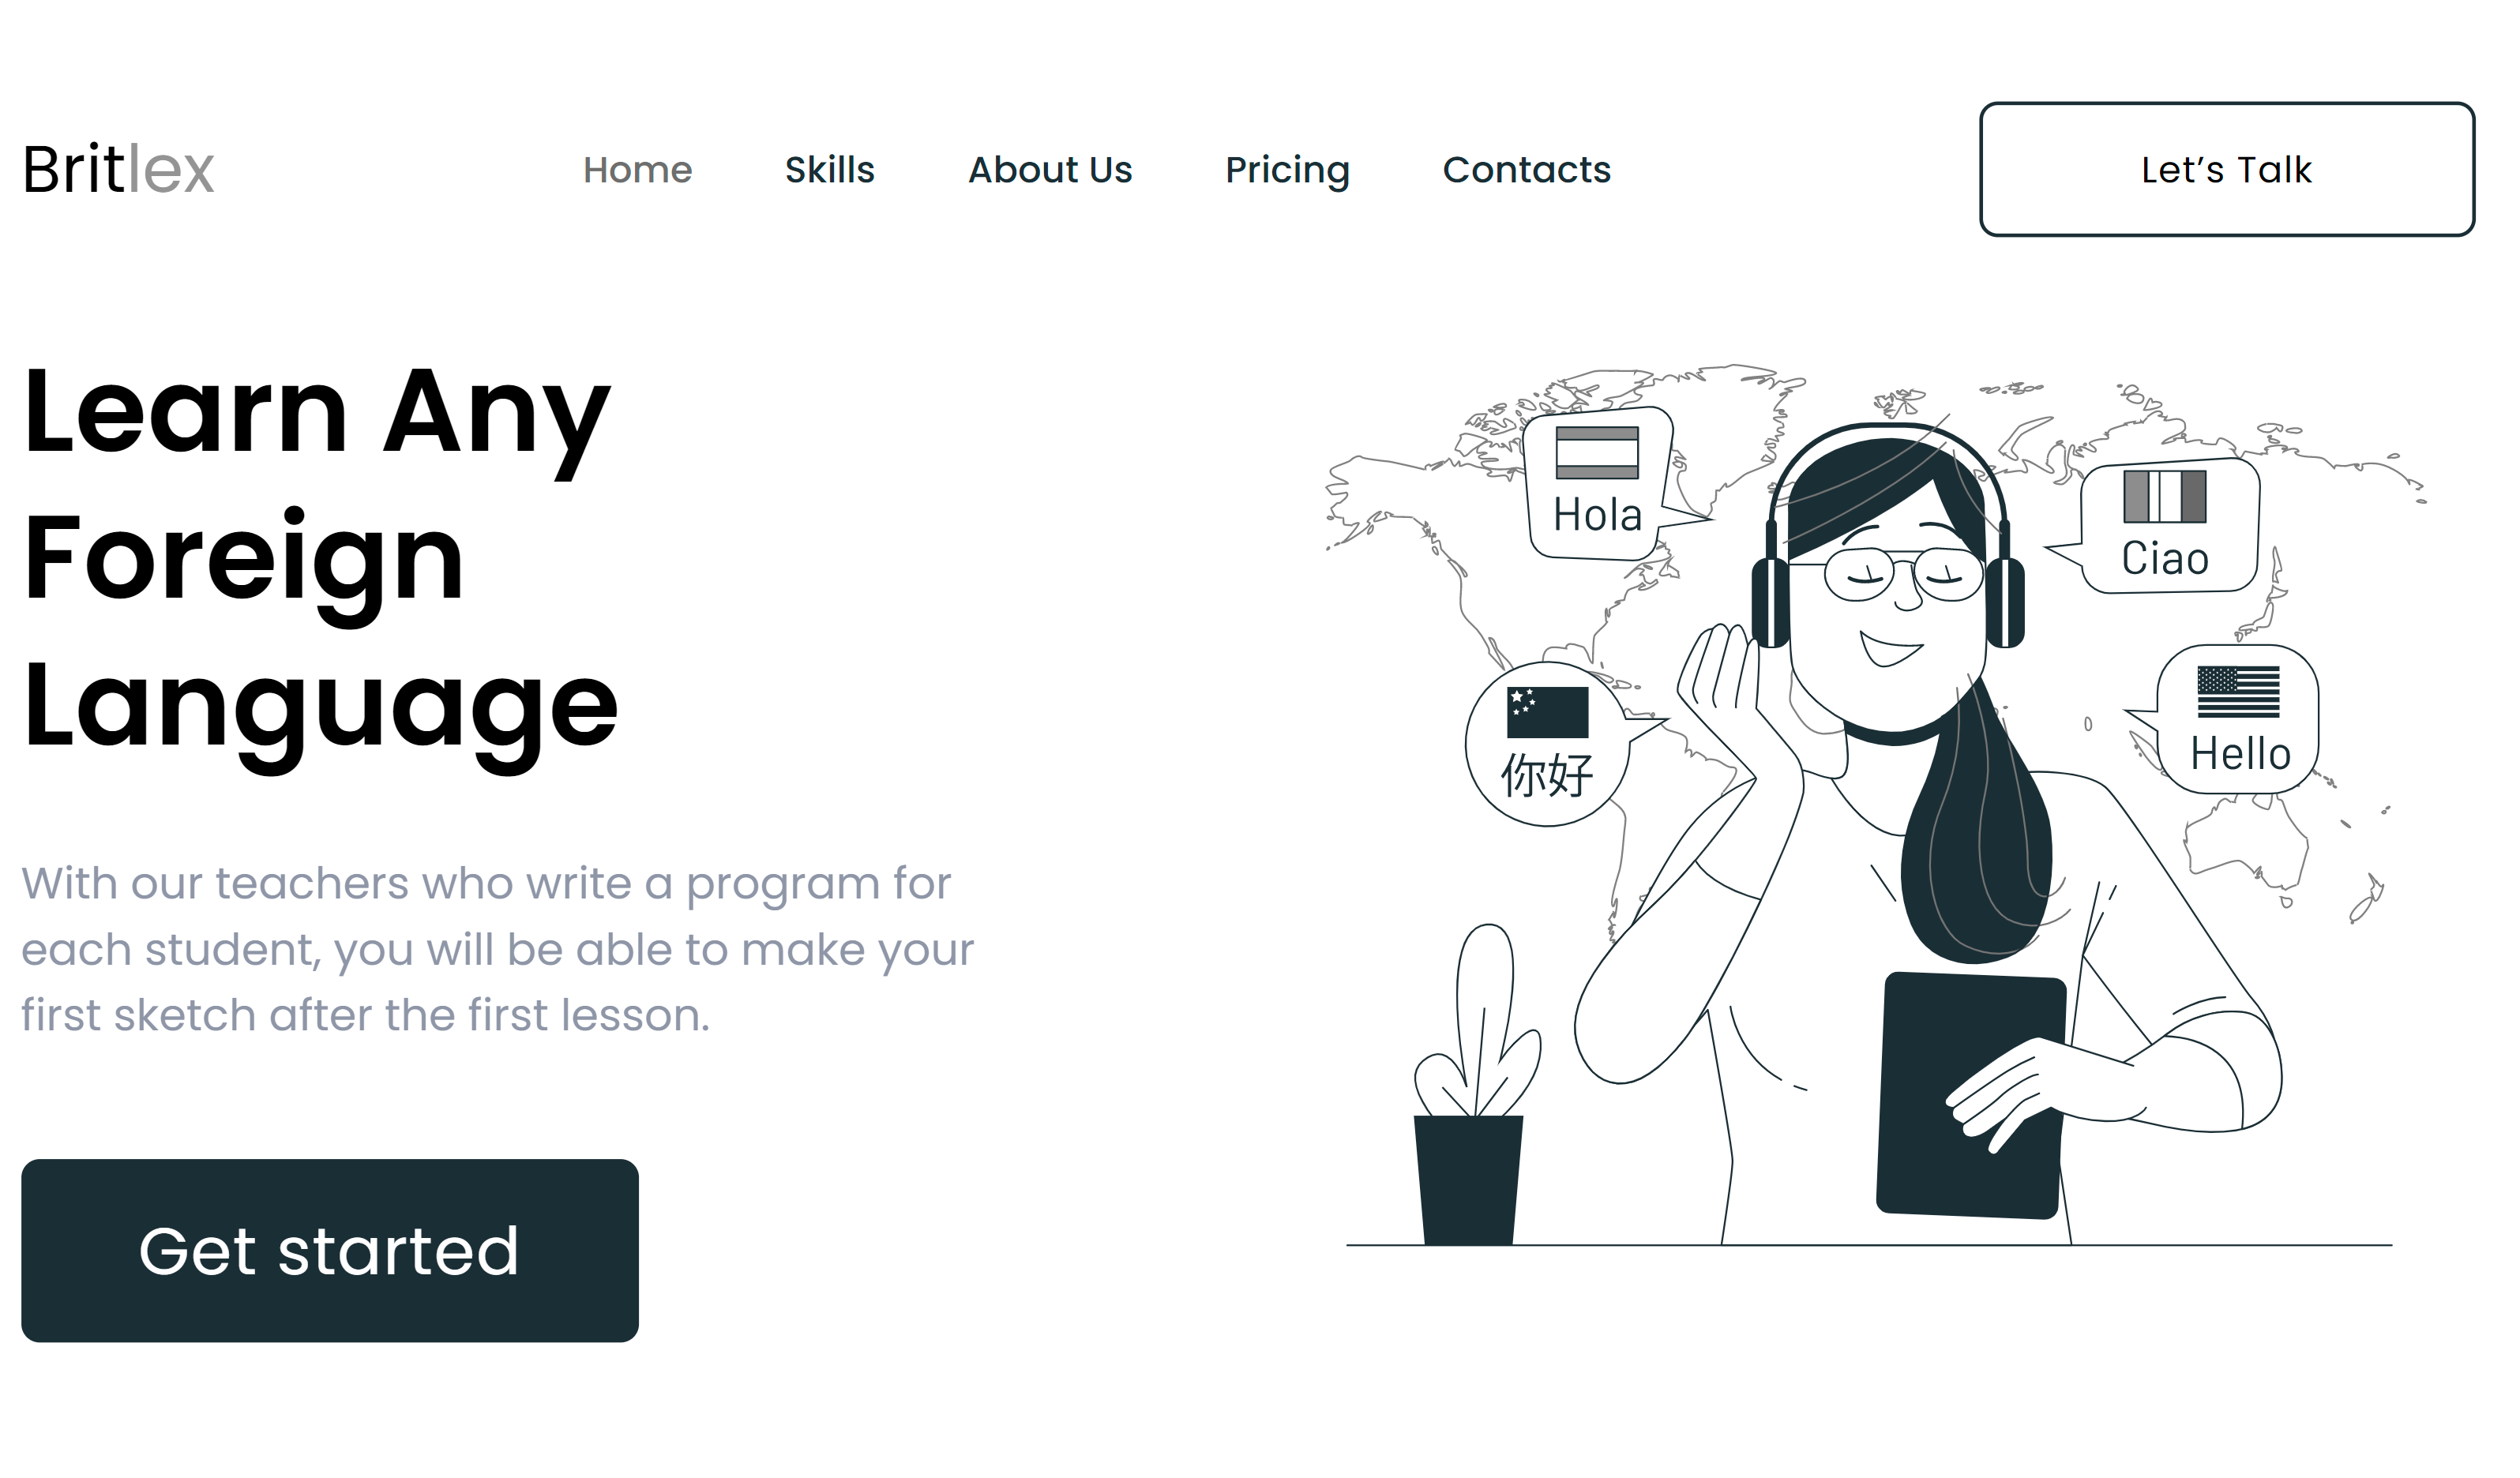 Britlex
Home Skills About Us Pricing Contacts
Let’s Talk
Learn Any
Foreign
Language
With our teachers who write a program for
each student, you will be able to make your
first sketch after the first lesson.
Get started
Hola
Ciao
你好
Hello